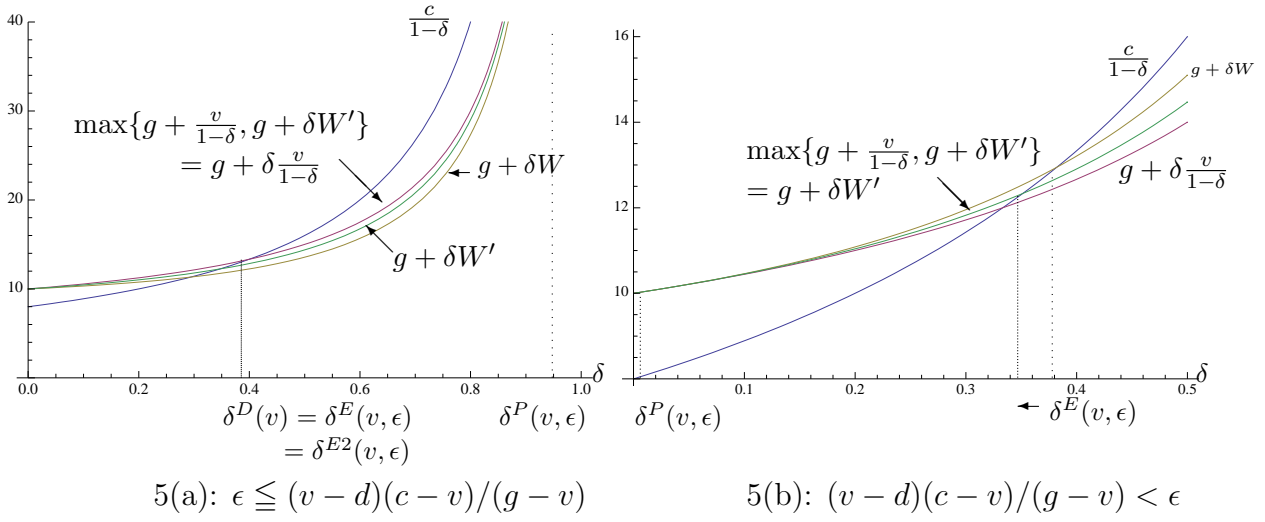 40
30
20
10
0.0 0.2 0.4 0.6 0.8 1.0 δ
c/(1−δ)
max{g + v/(1−δ), g + δW′}
= g + δ v/(1−δ)
g + δW
g + δW′
δ^D(v) = δ^E(v, ϵ)
= δ^{E2}(v, ϵ)
δ^P(v, ϵ)
5(a): ϵ ≦ (v − d)(c − v)/(g − v)
16
14
12
10
0.1 0.2 0.3 0.4 0.5 δ
c/(1−δ)
g + δW
max{g + v/(1−δ), g + δW′}
= g + δW′
g + δ v/(1−δ)
δ^P(v, ϵ)
δ^E(v, ϵ)
5(b): (v − d)(c − v)/(g − v) < ϵ